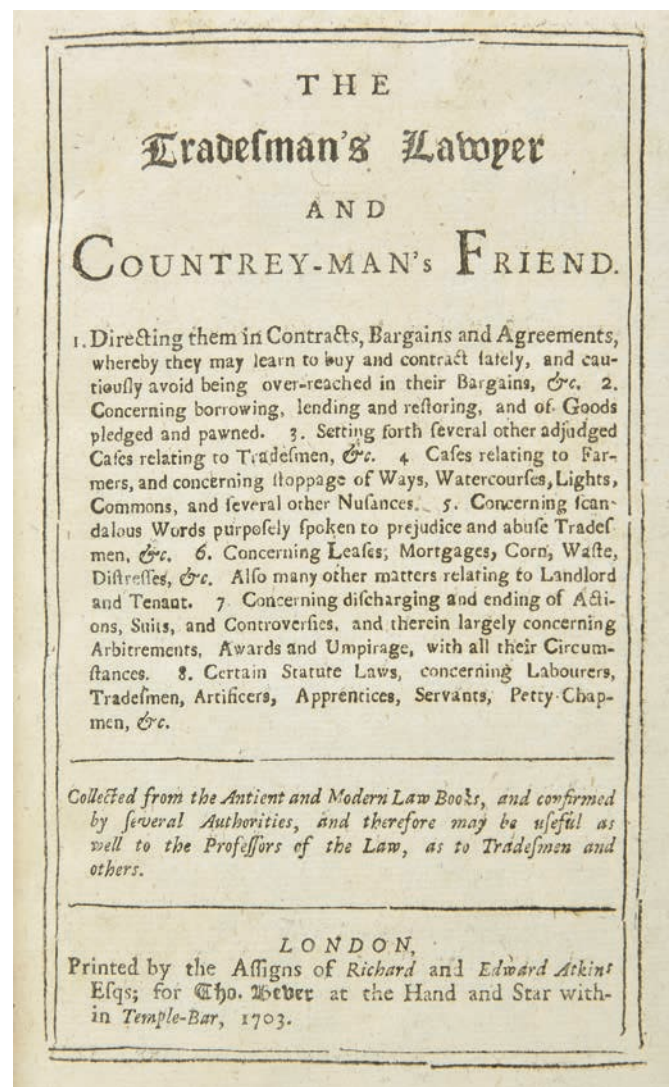 THE
Tradeſman's Lawyer
AND
COUNTREY-MAN's FRIEND.
1. Directing them in Contracts, Bargains and Agreements,
whereby they may learn to buy and contract ſafely, and cau-
tiouſly avoid being over-reached in their Bargains, &c. 2.
Concerning borrowing, lending and reſtoring, and of Goods
pledged and pawned. 3. Setting forth ſeveral other adjudged
Caſes relating to Tradeſmen, &c. 4 Caſes relating to Far-
mers, and concerning ſtoppage of Ways, Watercourſes, Lights,
Commons, and ſeveral other Nuſances. 5. Concerning ſcan-
dalous Words purpoſely ſpoken to prejudice and abuſe Tradeſ
men, &c. 6. Concerning Leaſes, Mortgages, Corn, Waſte,
Diſtreſſes, &c. Alſo many other matters relating to Landlord
and Tenant. 7 Concerning diſcharging and ending of Acti-
ons, Suits, and Controverſies, and therein largely concerning
Arbitrements, Awards and Umpirage, with all their Circum-
ſtances. 8. Certain Statute Laws, concerning Labourers,
Tradeſmen, Artificers, Apprentices, Servants, Petty-Chap-
men, &c.
Collected from the Antient and Modern Law Books, and confirmed
by ſeveral Authorities, and therefore may be uſeful as
well to the Profeſſors of the Law, as to Tradeſmen and
others.
LONDON,
Printed by the Aſſigns of Richard and Edward Atkins
Eſqs; for Tho. Bever at the Hand and Star with-
in Temple-Bar, 1703.